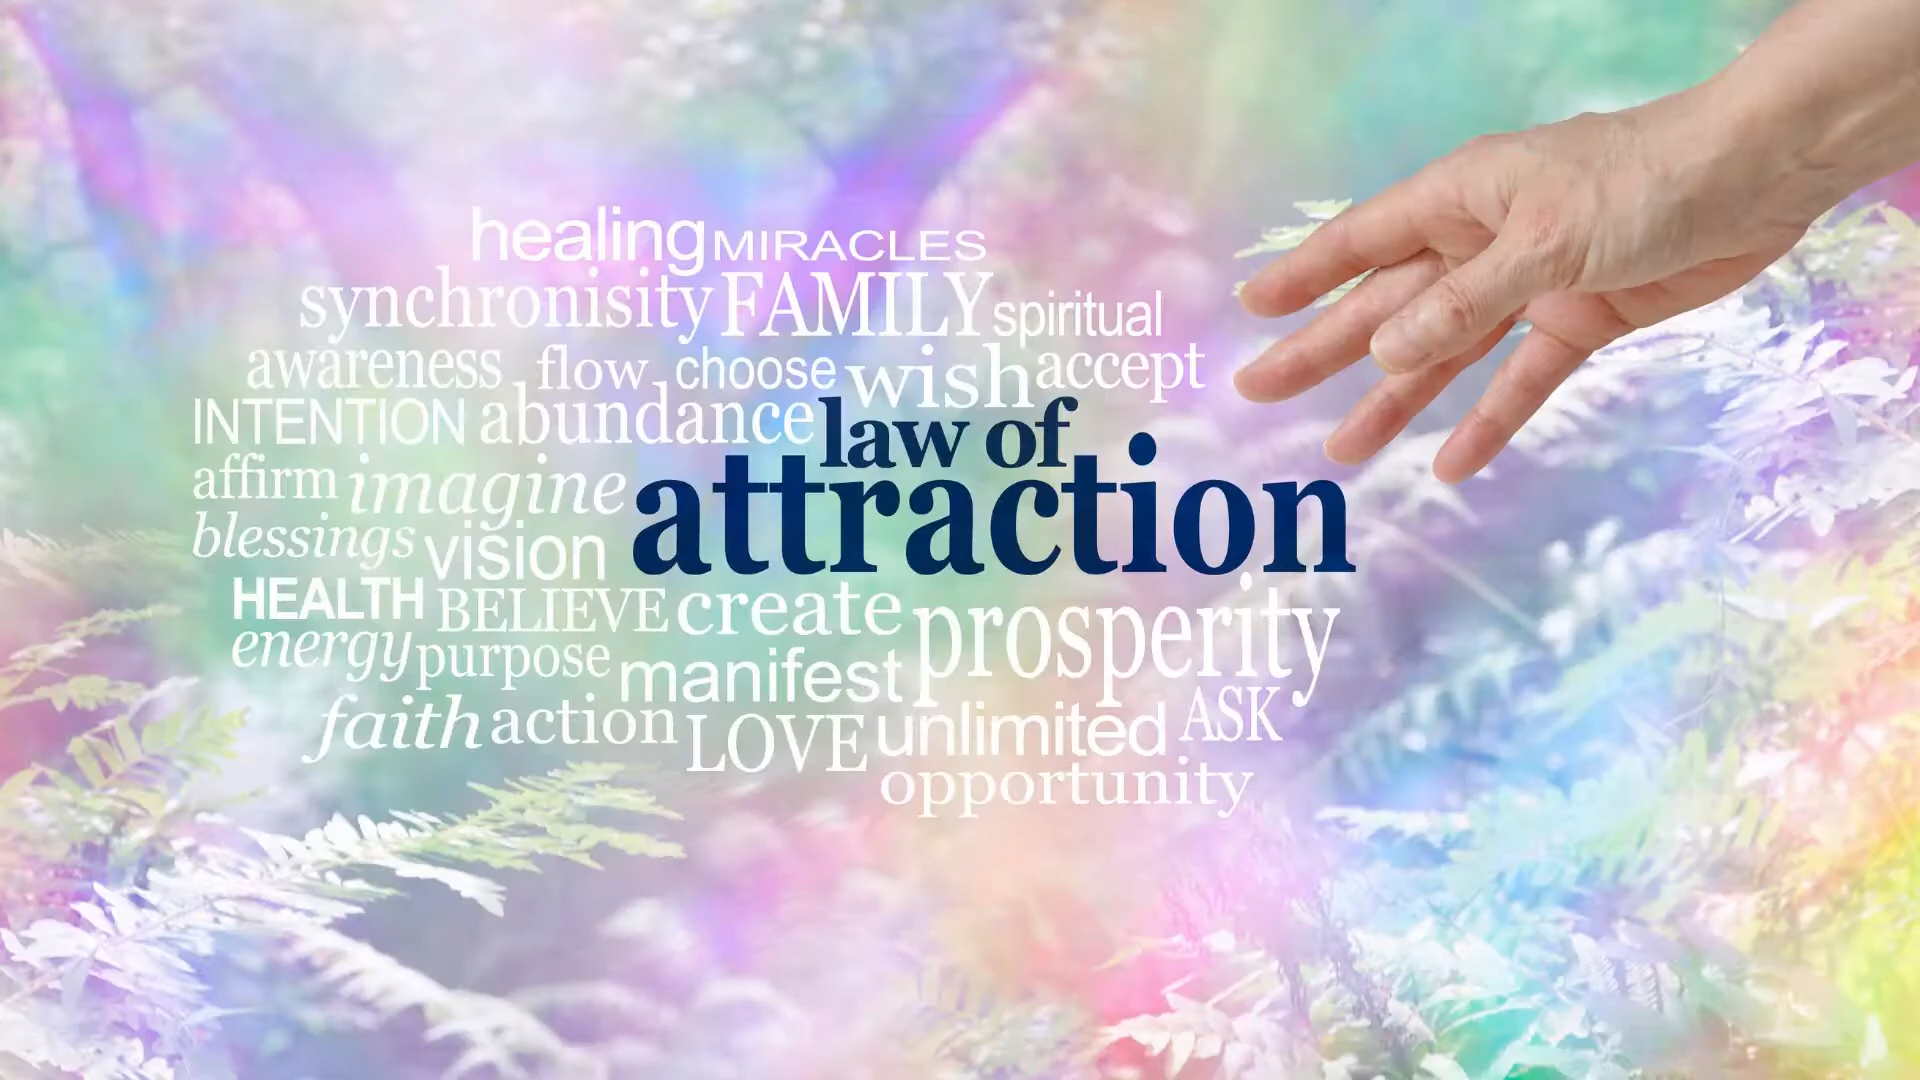 healing MIRACLES
synchronisity FAMILY spiritual
awareness flow choose wish accept
INTENTION abundance law of
affirm imagine attraction
blessings vision
HEALTH BELIEVE create prosperity
energy purpose manifest
faith action LOVE unlimited ASK
opportunity